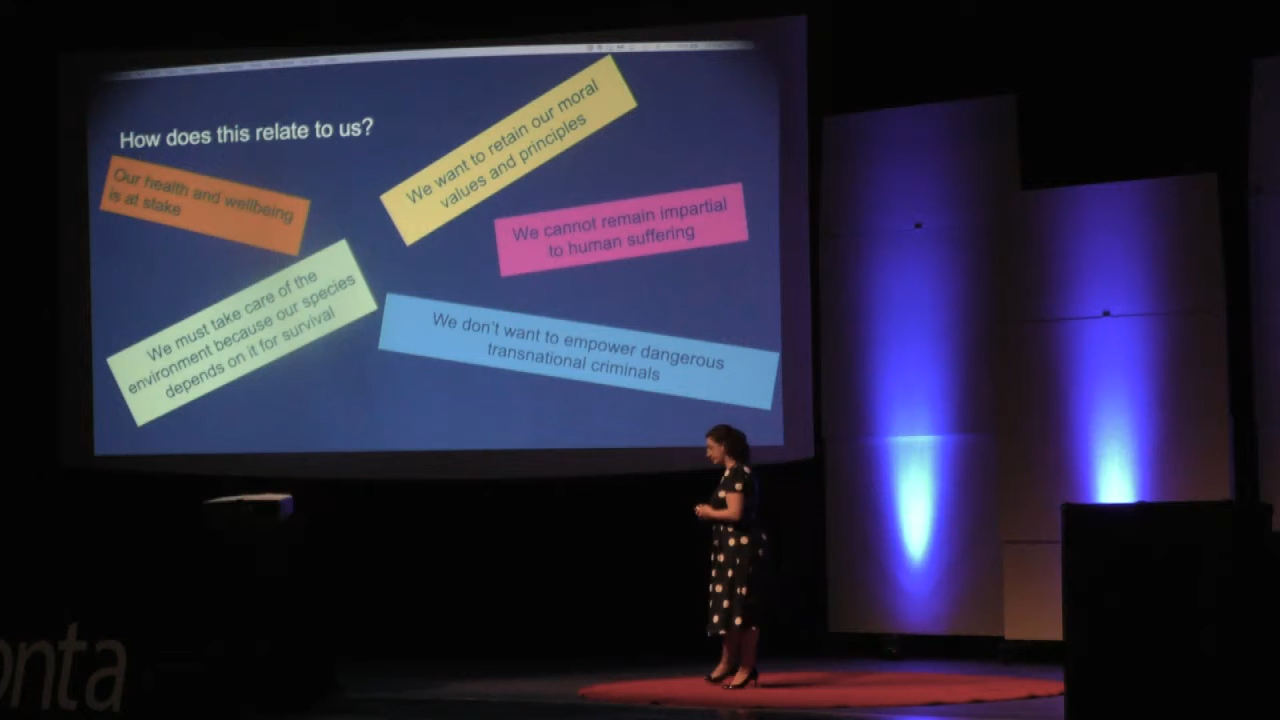 How does this relate to us?
We want to retain our moral
values and principles
Our health and wellbeing
is at stake
We cannot remain impartial
to human suffering
We must take care of the
environment because our species
depends on it for survival
We don't want to empower dangerous
transnational criminals
onta